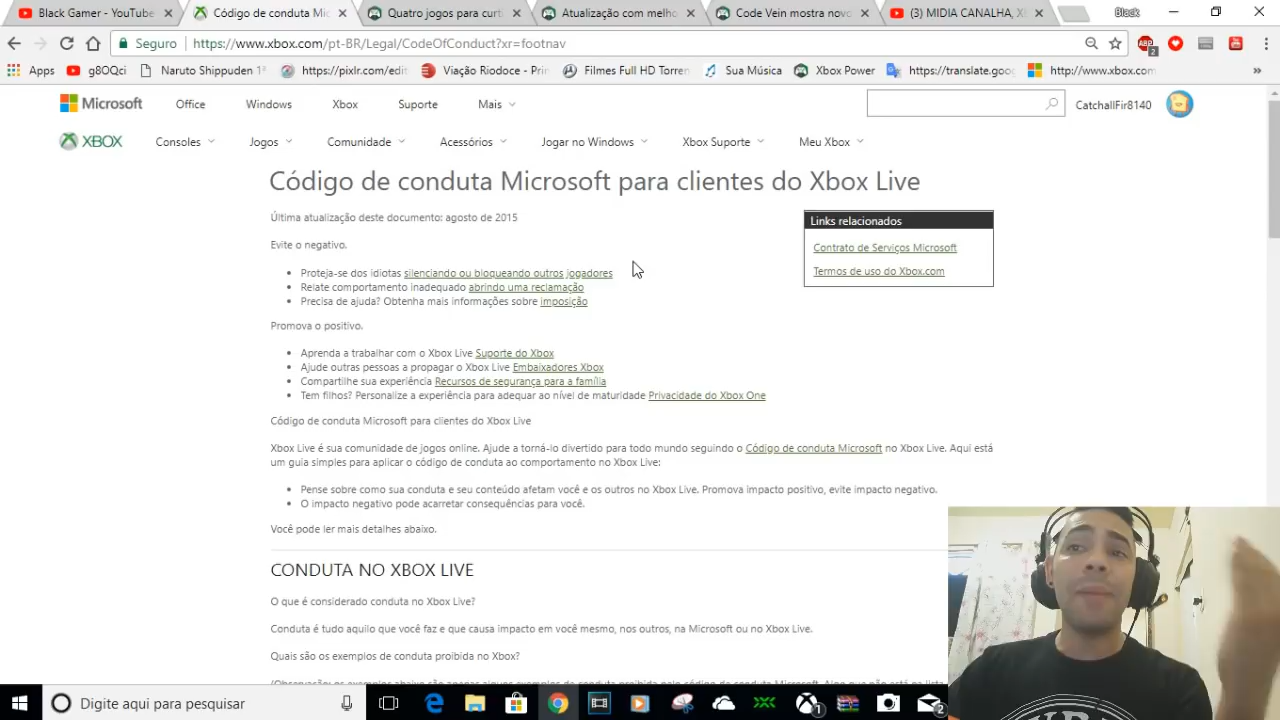 Black Gamer - YouTube
Código de conduta Mic
Quatro jogos para curti
Atualização com melho
Code Vein mostra novo
(3) MIDIA CANALHA, X
Black
Seguro
https://www.xbox.com/pt-BR/Legal/CodeOfConduct?xr=footnav
Apps
g8OQci
Naruto Shippuden 1ª
https://pixlr.com/edit
Viação Riodoce - Prin
Filmes Full HD Torren
Sua Música
Xbox Power
https://translate.goog
http://www.xbox.com
Microsoft
Office
Windows
Xbox
Suporte
Mais
CatchallFir8140
XBOX
Consoles
Jogos
Comunidade
Acessórios
Jogar no Windows
Xbox Suporte
Meu Xbox
Código de conduta Microsoft para clientes do Xbox Live
Última atualização deste documento: agosto de 2015
Links relacionados
Contrato de Serviços Microsoft
Termos de uso do Xbox.com
Evite o negativo.
Proteja-se dos idiotas silenciando ou bloqueando outros jogadores
Relate comportamento inadequado abrindo uma reclamação
Precisa de ajuda? Obtenha mais informações sobre imposição
Promova o positivo.
Aprenda a trabalhar com o Xbox Live Suporte do Xbox
Ajude outras pessoas a propagar o Xbox Live Embaixadores Xbox
Compartilhe sua experiência Recursos de segurança para a família
Tem filhos? Personalize a experiência para adequar ao nível de maturidade Privacidade do Xbox One
Código de conduta Microsoft para clientes do Xbox Live
Xbox Live é sua comunidade de jogos online. Ajude a torná-lo divertido para todo mundo seguindo o Código de conduta Microsoft no Xbox Live. Aqui está
um guia simples para aplicar o código de conduta ao comportamento no Xbox Live:
Pense sobre como sua conduta e seu conteúdo afetam você e os outros no Xbox Live. Promova impacto positivo, evite impacto negativo.
O impacto negativo pode acarretar consequências para você.
Você pode ler mais detalhes abaixo.
CONDUTA NO XBOX LIVE
O que é considerado conduta no Xbox Live?
Conduta é tudo aquilo que você faz e que causa impacto em você mesmo, nos outros, na Microsoft ou no Xbox Live.
Quais são os exemplos de conduta proibida no Xbox?
Digite aqui para pesquisar